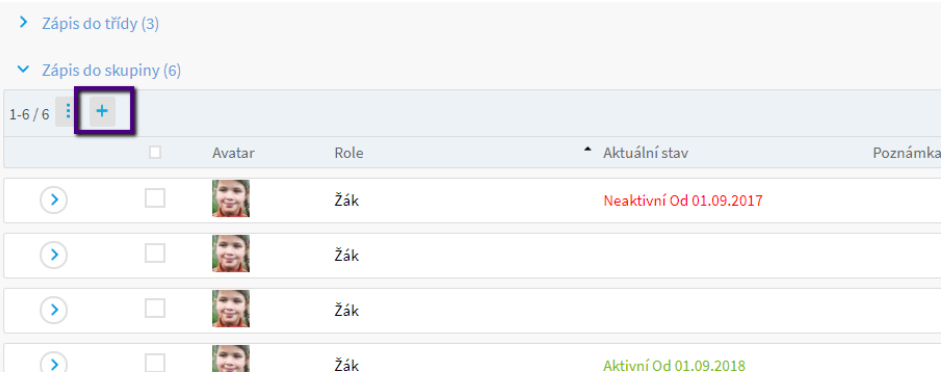 Zápis do třídy (3)
Zápis do skupiny (6)
1-6 / 6 +
Avatar Role Aktuální stav Poznámka
Žák Neaktivní Od 01.09.2017
Žák
Žák
Žák Aktivní Od 01.09.2018